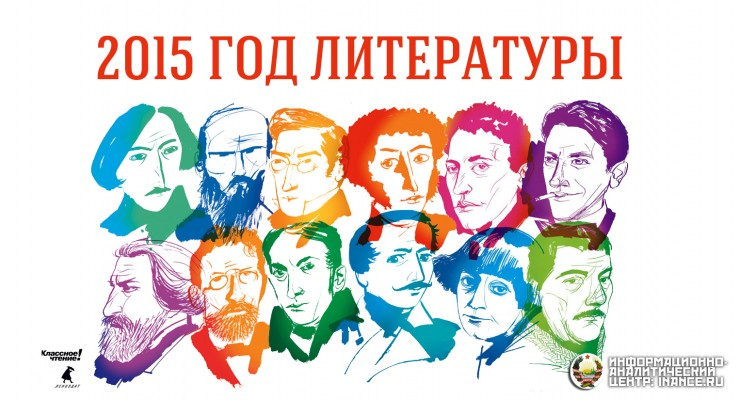 2015 ГОД ЛИТЕРАТУРЫ
Классное!
чтение
ИНФОРМАЦИОННО-
АНАЛИТИЧЕСКИЙ
ЦЕНТР: INANCE.RU